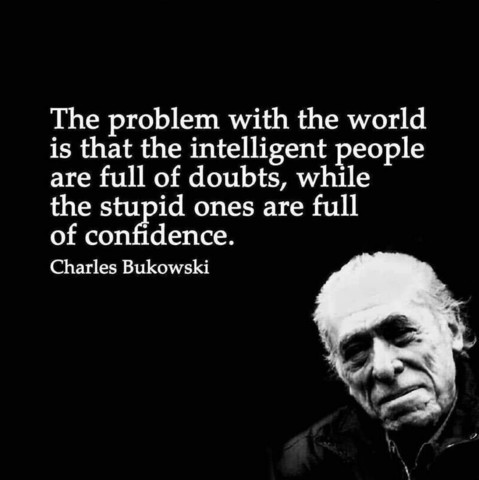 The problem with the world
is that the intelligent people
are full of doubts, while
the stupid ones are full
of confidence.
Charles Bukowski